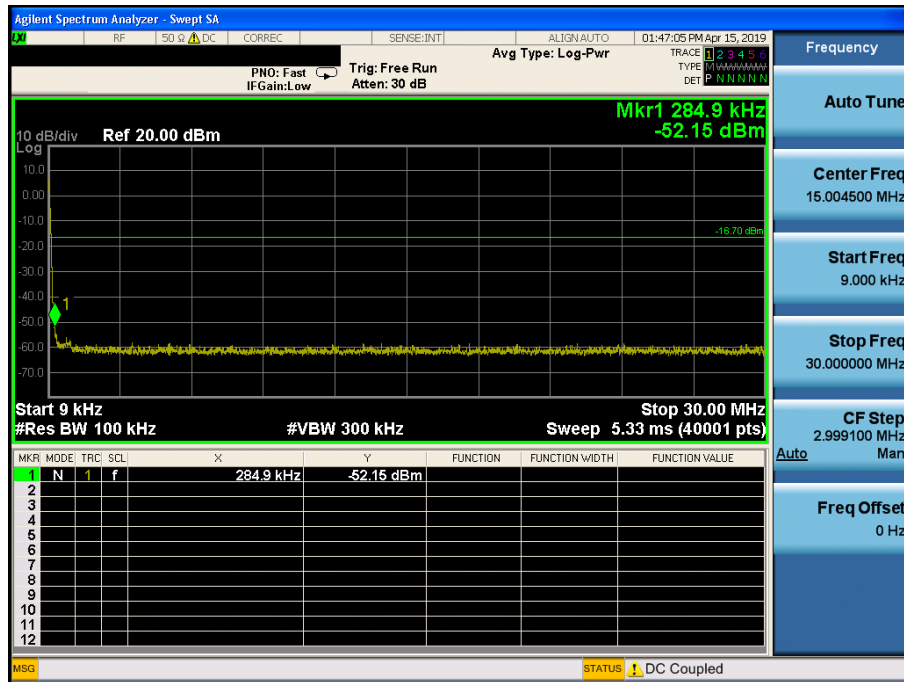 Agilent Spectrum Analyzer - Swept SA
LXI RF 50 Ω DC CORREC SENSE:INT ALIGN AUTO 01:47:05 PM Apr 15, 2019
PNO: Fast
IFGain:Low
Trig: Free Run
Atten: 30 dB
Avg Type: Log-Pwr
TRACE 1 2 3 4 5 6
TYPE M WWWWW
DET P N N N N N
Mkr1 284.9 kHz
-52.15 dBm
10 dB/div Ref 20.00 dBm
Log
10.0
0.00
-10.0
-16.70 dBm
-20.0
-30.0
-40.0
1
-50.0
-60.0
-70.0
Start 9 kHz Stop 30.00 MHz
#Res BW 100 kHz #VBW 300 kHz Sweep 5.33 ms (40001 pts)
MKR MODE TRC SCL X Y FUNCTION FUNCTION WIDTH FUNCTION VALUE
1 N 1 f 284.9 kHz -52.15 dBm
2
3
4
5
6
7
8
9
10
11
12
MSG STATUS DC Coupled
Frequency
Auto Tune
Center Freq
15.004500 MHz
Start Freq
9.000 kHz
Stop Freq
30.000000 MHz
CF Step
2.999100 MHz
Auto Man
Freq Offset
0 Hz